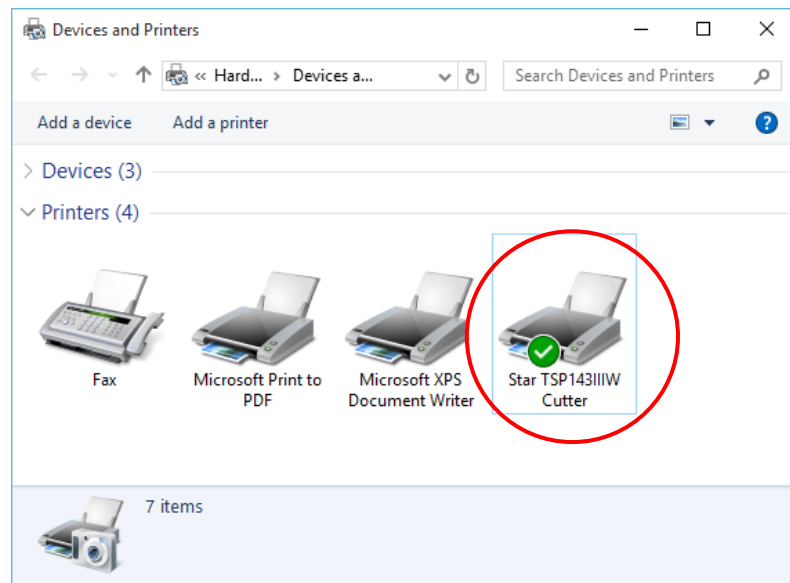 Devices and Printers
« Hard... > Devices a...
Search Devices and Printers
Add a device Add a printer
Devices (3)
Printers (4)
Fax
Microsoft Print to
PDF
Microsoft XPS
Document Writer
Star TSP143IIIW
Cutter
7 items